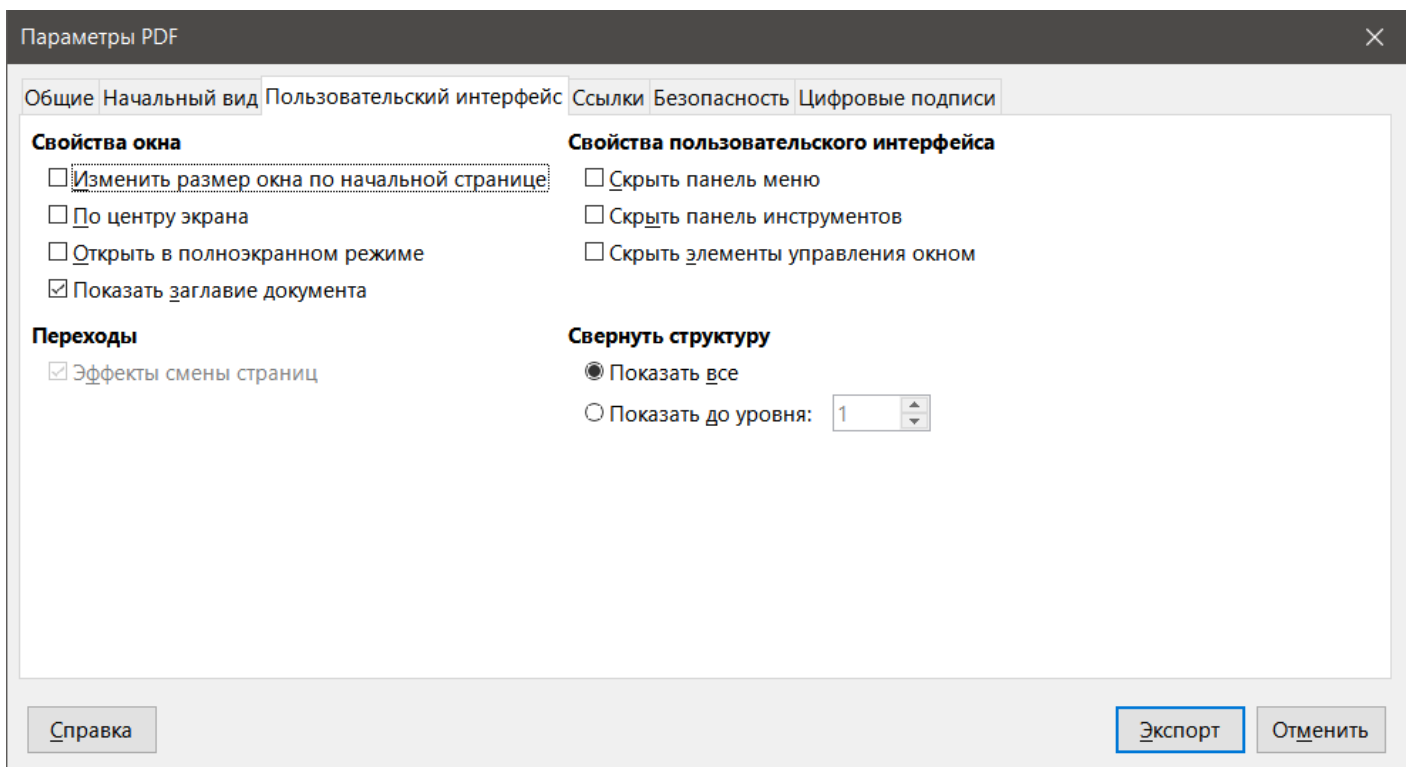 Параметры PDF
Общие Начальный вид Пользовательский интерфейс Ссылки Безопасность Цифровые подписи
Свойства окна
Изменить размер окна по начальной странице
По центру экрана
Открыть в полноэкранном режиме
Показать заглавие документа
Переходы
Эффекты смены страниц
Свойства пользовательского интерфейса
Скрыть панель меню
Скрыть панель инструментов
Скрыть элементы управления окном
Свернуть структуру
Показать все
Показать до уровня: 1
Справка
Экспорт
Отменить